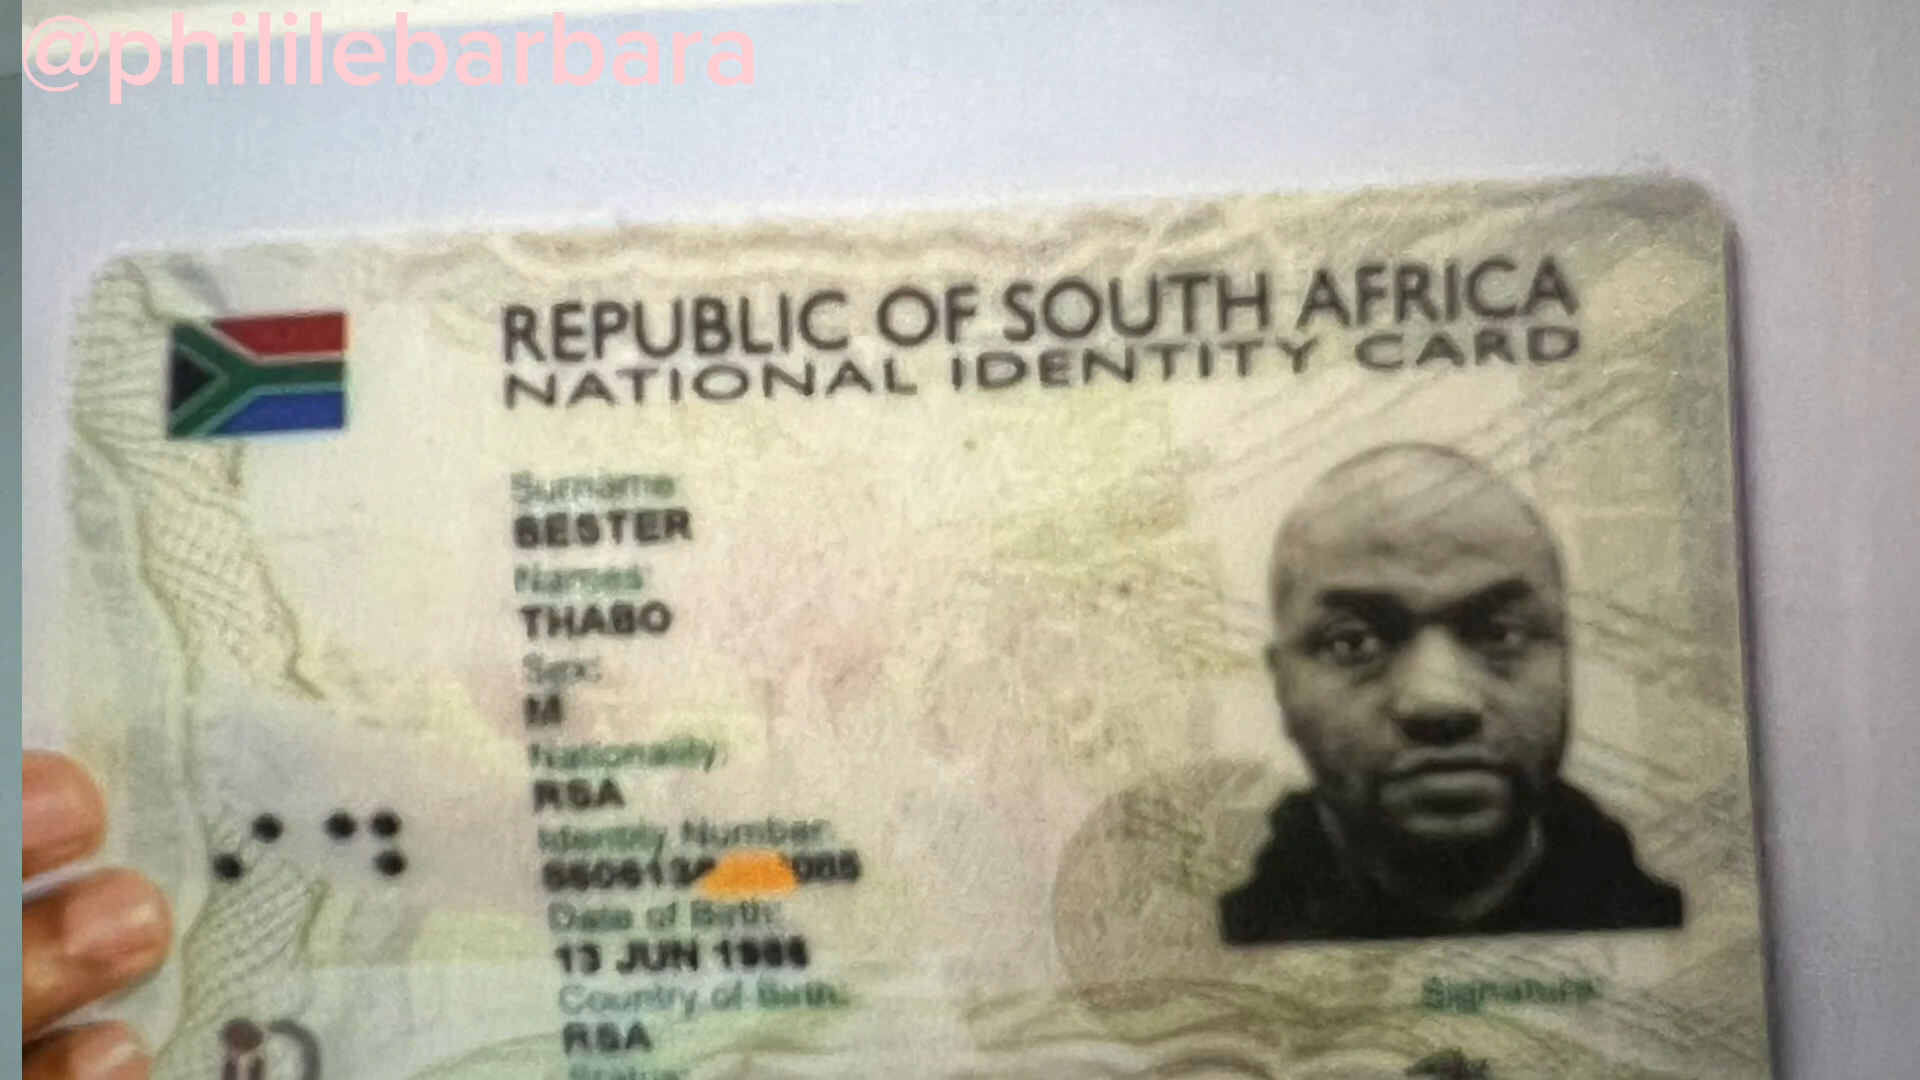 @phililebarbara
REPUBLIC OF SOUTH AFRICA
NATIONAL IDENTITY CARD
Surname:
BESTER
Names:
THABO
Sex:
M
Nationality:
RSA
Identity Number:
Date of Birth:
13 JUN
Country of Birth:
RSA
Status:
Signature: